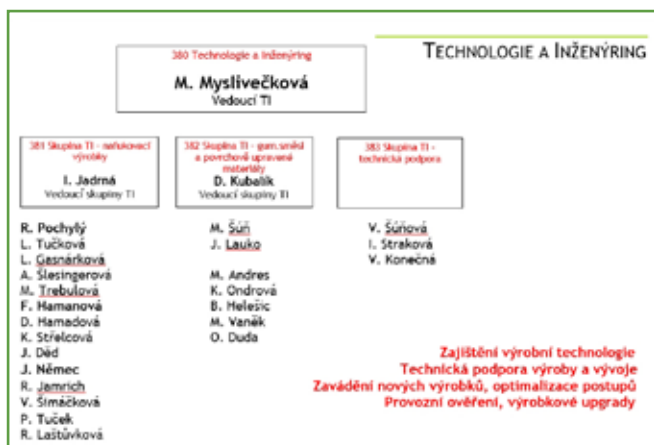 TECHNOLOGIE A INŽENÝRING
380 Technologie a Inženýring
M. Myslivečková
Vedoucí TI
381 Skupina TI - nafukovací
výrobky
I. Jadrná
Vedoucí skupiny TI
382 Skupina TI - gum.směsi
a povrchově upravené
materiály
D. Kubalík
Vedoucí skupiny TI
383 Skupina TI -
technická podpora
R. Pochylý
L. Tučková
L. Gasnárková
A. Šlesingerová
M. Trebulová
F. Hamanová
D. Hamadová
K. Střelcová
J. Děd
J. Němec
R. Jamrich
V. Šimáčková
P. Tuček
R. Laštůvková
M. Šúň
J. Lauko
M. Andres
K. Ondrová
B. Helešic
M. Vaněk
O. Duda
V. Šúňová
I. Straková
V. Konečná
Zajištění výrobní technologie
Technická podpora výroby a vývoje
Zavádění nových výrobků, optimalizace postupů
Provozní ověření, výrobkové upgrady